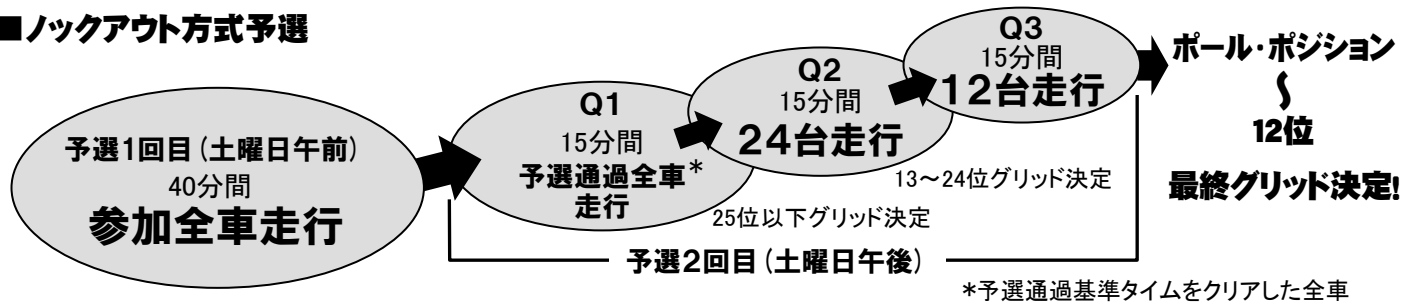 ■ノックアウト方式予選
予選1回目(土曜日午前)
40分間
参加全車走行
Q1
15分間
予選通過全車*
走行
25位以下グリッド決定
Q2
15分間
24台走行
13～24位グリッド決定
Q3
15分間
12台走行
ポール・ポジション
～
12位
最終グリッド決定!
予選2回目(土曜日午後)
*予選通過基準タイムをクリアした全車